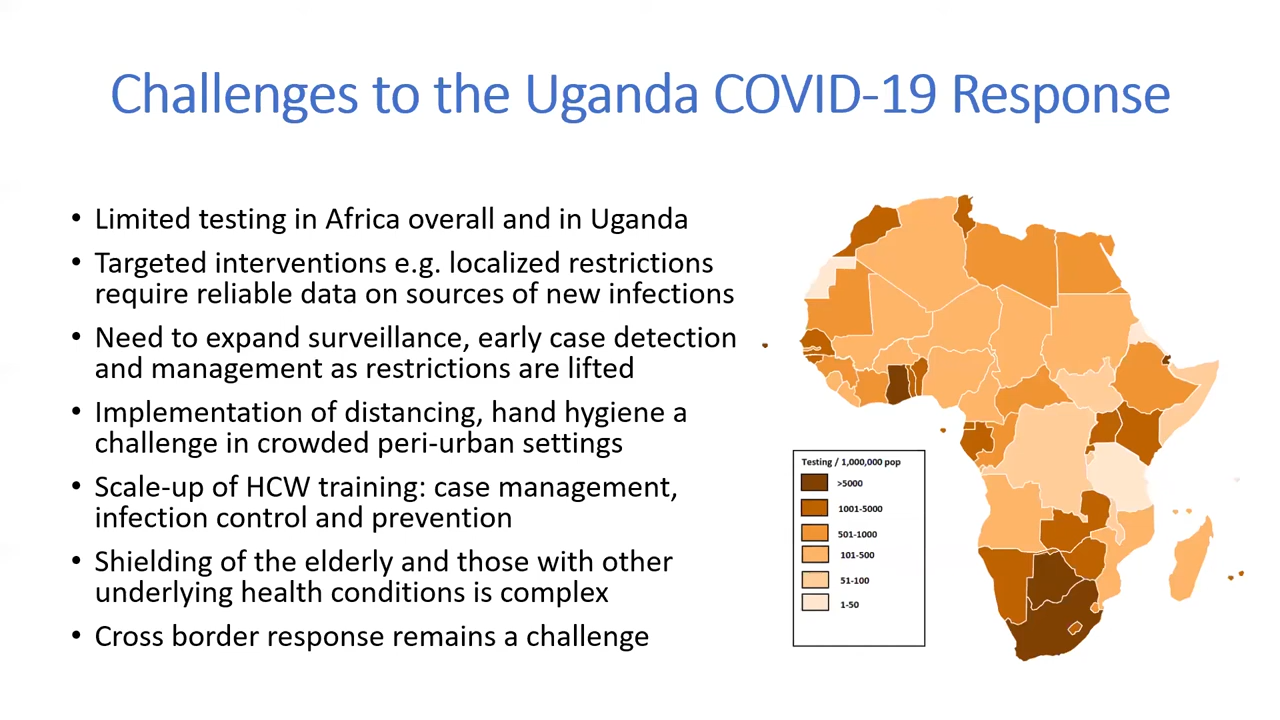 Challenges to the Uganda COVID-19 Response
• Limited testing in Africa overall and in Uganda
• Targeted interventions e.g. localized restrictions
require reliable data on sources of new infections
• Need to expand surveillance, early case detection
and management as restrictions are lifted
• Implementation of distancing, hand hygiene a
challenge in crowded peri-urban settings
• Scale-up of HCW training: case management,
infection control and prevention
• Shielding of the elderly and those with other
underlying health conditions is complex
• Cross border response remains a challenge
Testing / 1,000,000 pop
>5000
1001-5000
501-1000
101-500
51-100
1-50